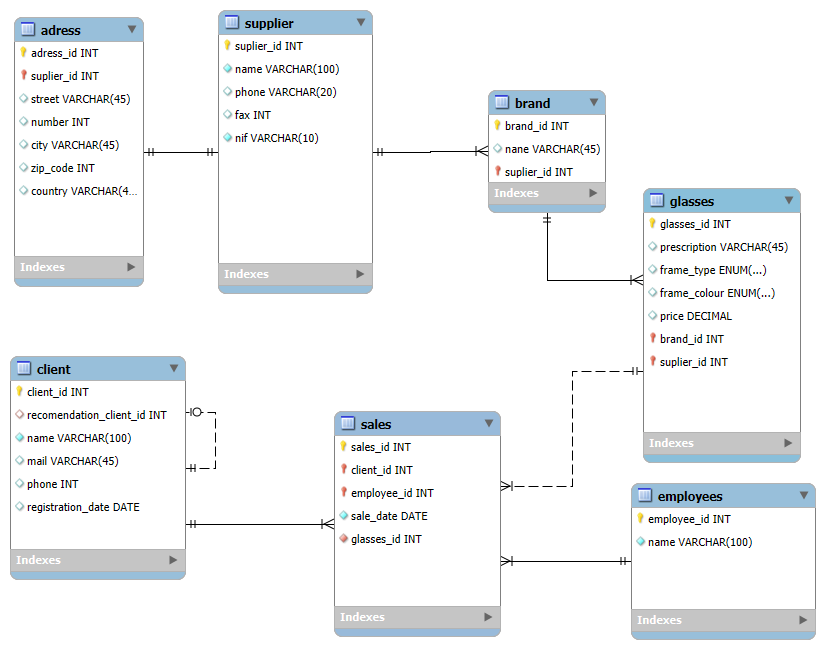 adress
adress_id INT
suplier_id INT
street VARCHAR(45)
number INT
city VARCHAR(45)
zip_code INT
country VARCHAR(4...
Indexes
supplier
suplier_id INT
name VARCHAR(100)
phone VARCHAR(20)
fax INT
nif VARCHAR(10)
Indexes
brand
brand_id INT
nane VARCHAR(45)
suplier_id INT
Indexes
glasses
glasses_id INT
prescription VARCHAR(45)
frame_type ENUM(...)
frame_colour ENUM(...)
price DECIMAL
brand_id INT
suplier_id INT
Indexes
client
client_id INT
recomendation_client_id INT
name VARCHAR(100)
mail VARCHAR(45)
phone INT
registration_date DATE
Indexes
sales
sales_id INT
client_id INT
employee_id INT
sale_date DATE
glasses_id INT
Indexes
employees
employee_id INT
name VARCHAR(100)
Indexes